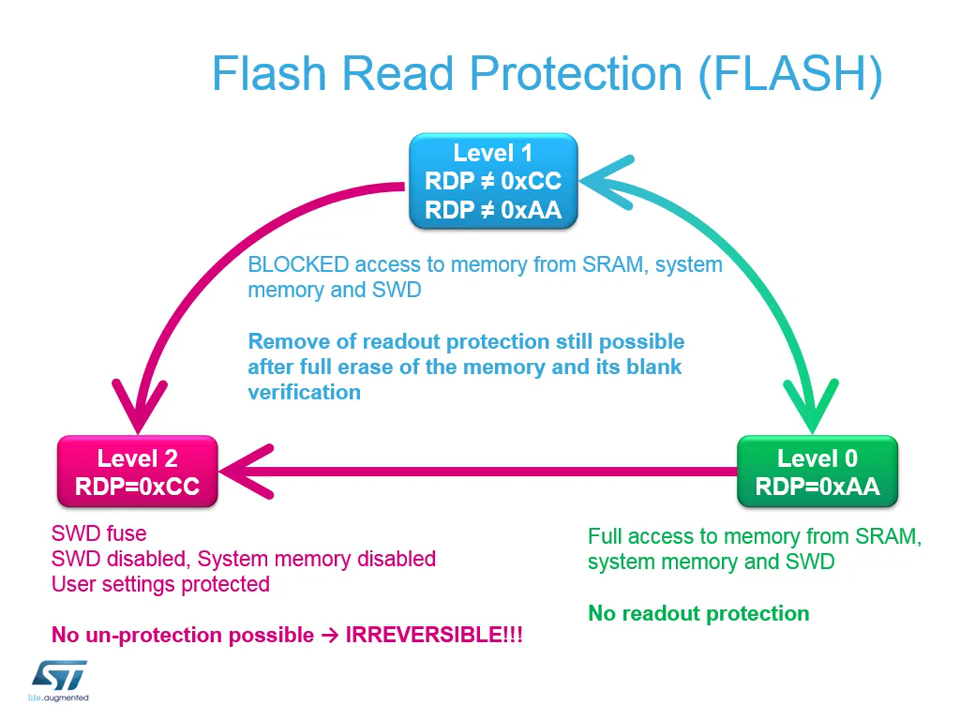 Flash Read Protection (FLASH)
Level 1
RDP ≠ 0xCC
RDP ≠ 0xAA
BLOCKED access to memory from SRAM, system
memory and SWD
Remove of readout protection still possible
after full erase of the memory and its blank
verification
Level 2
RDP=0xCC
Level 0
RDP=0xAA
SWD fuse
SWD disabled, System memory disabled
User settings protected
No un-protection possible → IRREVERSIBLE!!!
Full access to memory from SRAM,
system memory and SWD
No readout protection
ST
life.augmented